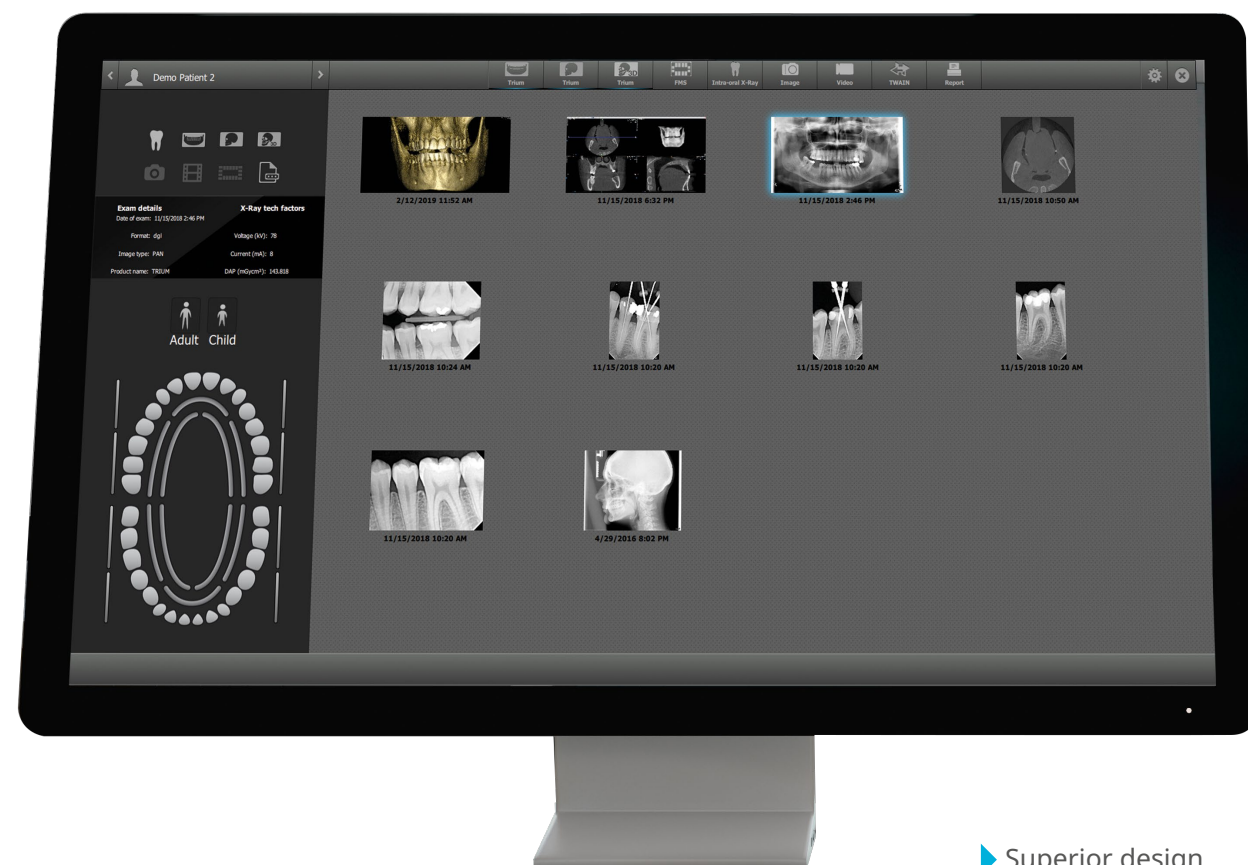 Demo Patient 2
Trium
Trium
3D
Trium
FMS
Intra-oral X-Ray
Image
Video
TWAIN
Report
Exam details
X-Ray tech factors
Date of exam: 11/15/2018 2:46 PM
Format: dgi
Voltage (kV): 78
Image type: PAN
Current (mA): 8
Product name: TRIUM
DAP (mGycm²): 143.818
Adult
Child
2/12/2019 11:52 AM
11/15/2018 6:32 PM
11/15/2018 2:46 PM
11/15/2018 10:50 AM
11/15/2018 10:24 AM
11/15/2018 10:20 AM
11/15/2018 10:20 AM
11/15/2018 10:20 AM
11/15/2018 10:20 AM
4/29/2016 8:02 PM
Superior design